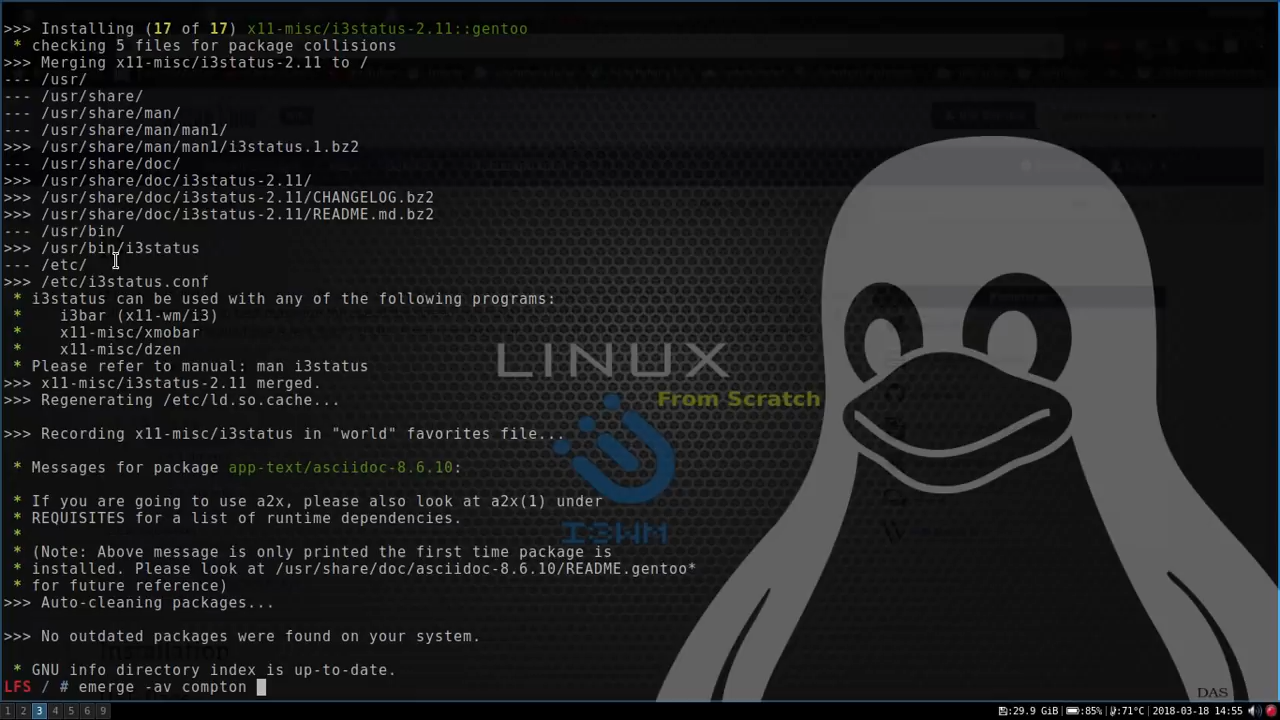 >>> Installing (17 of 17) x11-misc/i3status-2.11::gentoo
 * checking 5 files for package collisions
>>> Merging x11-misc/i3status-2.11 to /
--- /usr/
--- /usr/share/
--- /usr/share/man/
--- /usr/share/man/man1/
>>> /usr/share/man/man1/i3status.1.bz2
--- /usr/share/doc/
>>> /usr/share/doc/i3status-2.11/
>>> /usr/share/doc/i3status-2.11/CHANGELOG.bz2
>>> /usr/share/doc/i3status-2.11/README.md.bz2
--- /usr/bin/
>>> /usr/bin/i3status
--- /etc/
>>> /etc/i3status.conf
 * i3status can be used with any of the following programs:
 *    i3bar (x11-wm/i3)
 *    x11-misc/xmobar
 *    x11-misc/dzen
 * Please refer to manual: man i3status
>>> x11-misc/i3status-2.11 merged.
>>> Regenerating /etc/ld.so.cache...
>>> Recording x11-misc/i3status in "world" favorites file...
 * Messages for package app-text/asciidoc-8.6.10:
 * If you are going to use a2x, please also look at a2x(1) under
 * REQUISITES for a list of runtime dependencies.
 *
 * (Note: Above message is only printed the first time package is
 * installed. Please look at /usr/share/doc/asciidoc-8.6.10/README.gentoo*
 * for future reference)
>>> Auto-cleaning packages...
>>> No outdated packages were found on your system.
 * GNU info directory index is up-to-date.
LFS / # emerge -av compton
LINUX
From Scratch
I3WM
Installation
DAS
1 2 3 4 5 6 9
:29.9 GiB :85% :71°C 2018-03-18 14:55